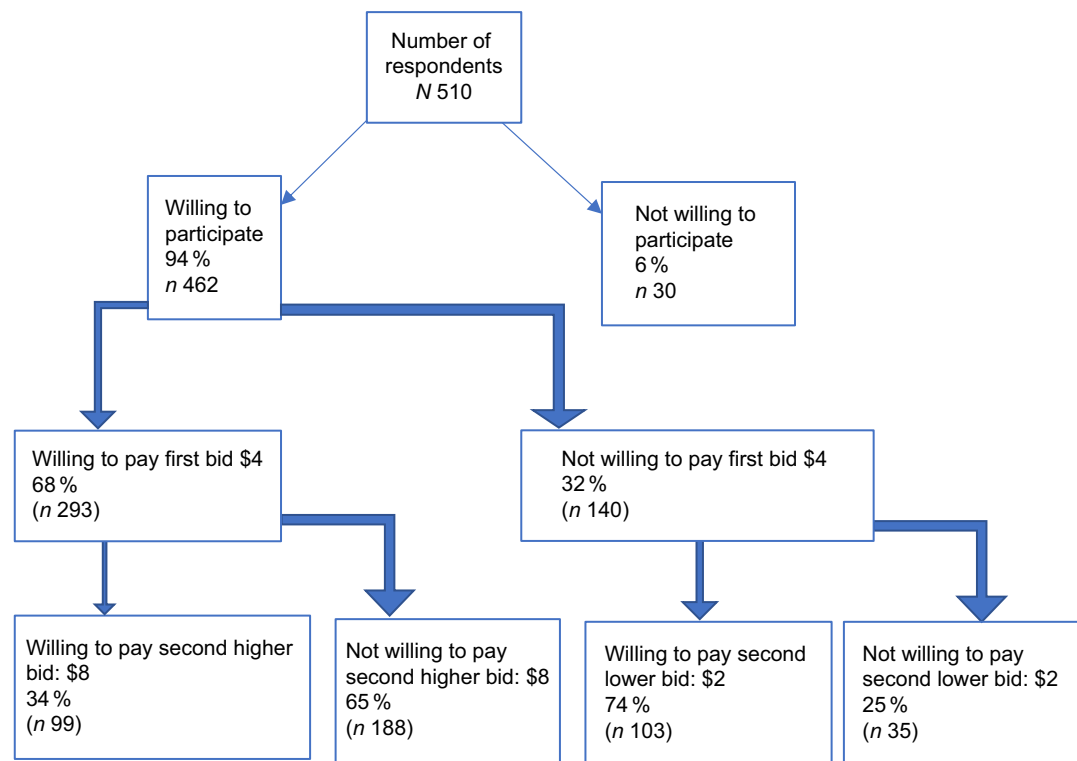 Number of
respondents
N 510
Willing to
participate
94 %
n 462
Not willing to
participate
6 %
n 30
Willing to pay first bid $4
68 %
(n 293)
Not willing to pay first bid $4
32 %
(n 140)
Willing to pay second higher
bid: $8
34 %
(n 99)
Not willing to pay
second higher bid: $8
65 %
(n 188)
Willing to pay second
lower bid: $2
74 %
(n 103)
Not willing to pay
second lower bid: $2
25 %
(n 35)